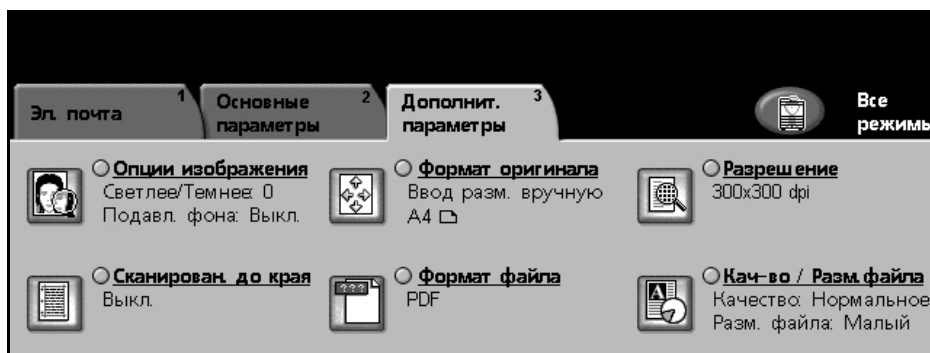 Эл. почта 1
Основные 2
параметры
Дополнит. 3
параметры
Все
режимы
Опции изображения
Светлее/Темнее: 0
Подавл. фона: Выкл.
Формат оригинала
Ввод разм. вручную
A4
Разрешение
300x300 dpi
Сканирован. до края
Выкл.
Формат файла
PDF
???
Кач-во / Разм. файла
Качество: Нормальное
Разм. файла: Малый
A